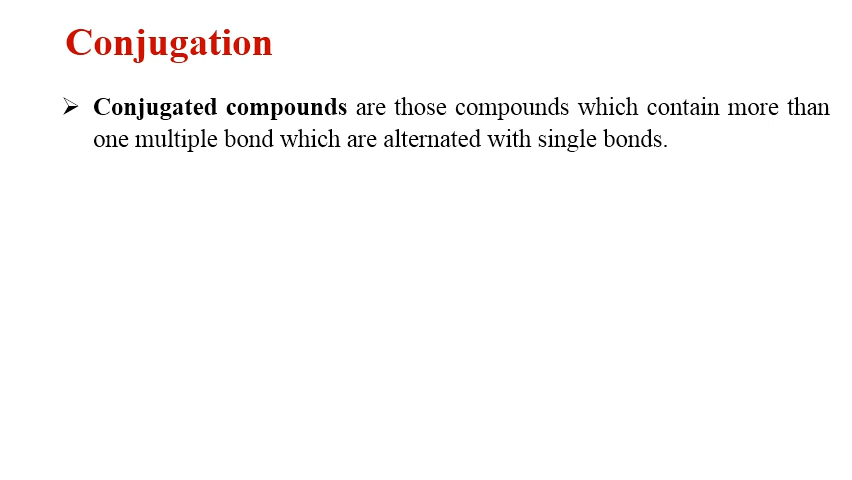 Conjugation
➢ Conjugated compounds are those compounds which contain more than
one multiple bond which are alternated with single bonds.